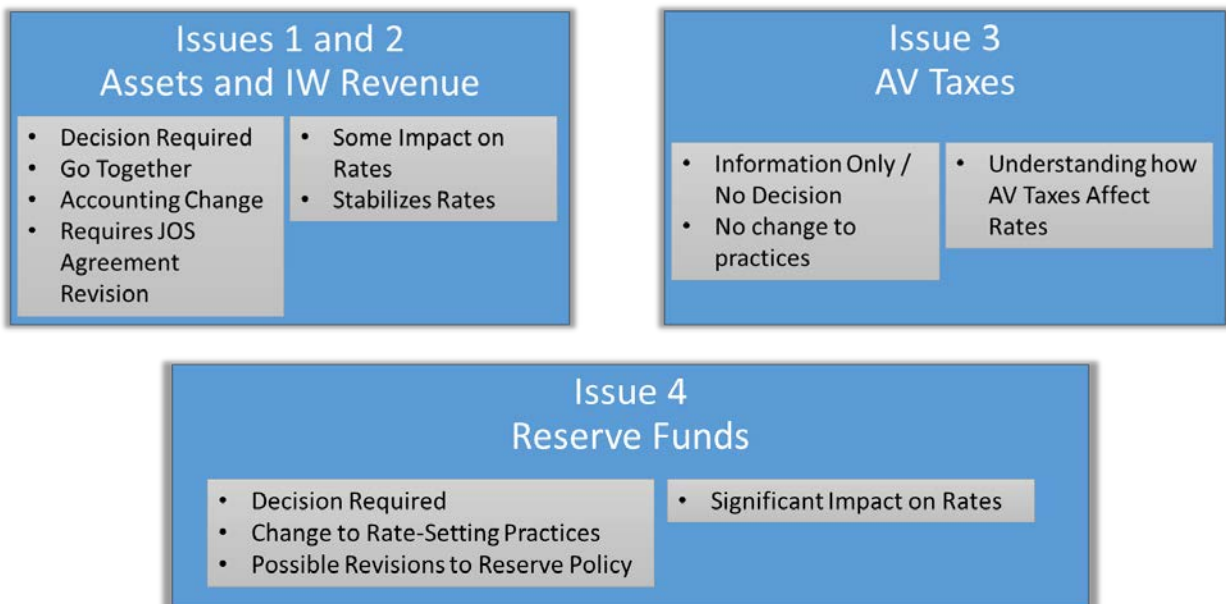 Issues 1 and 2
Assets and IW Revenue
• Decision Required
• Go Together
• Accounting Change
• Requires JOS
Agreement
Revision
• Some Impact on
Rates
• Stabilizes Rates
Issue 3
AV Taxes
• Information Only /
No Decision
• No change to
practices
• Understanding how
AV Taxes Affect
Rates
Issue 4
Reserve Funds
• Decision Required
• Change to Rate-Setting Practices
• Possible Revisions to Reserve Policy
• Significant Impact on Rates